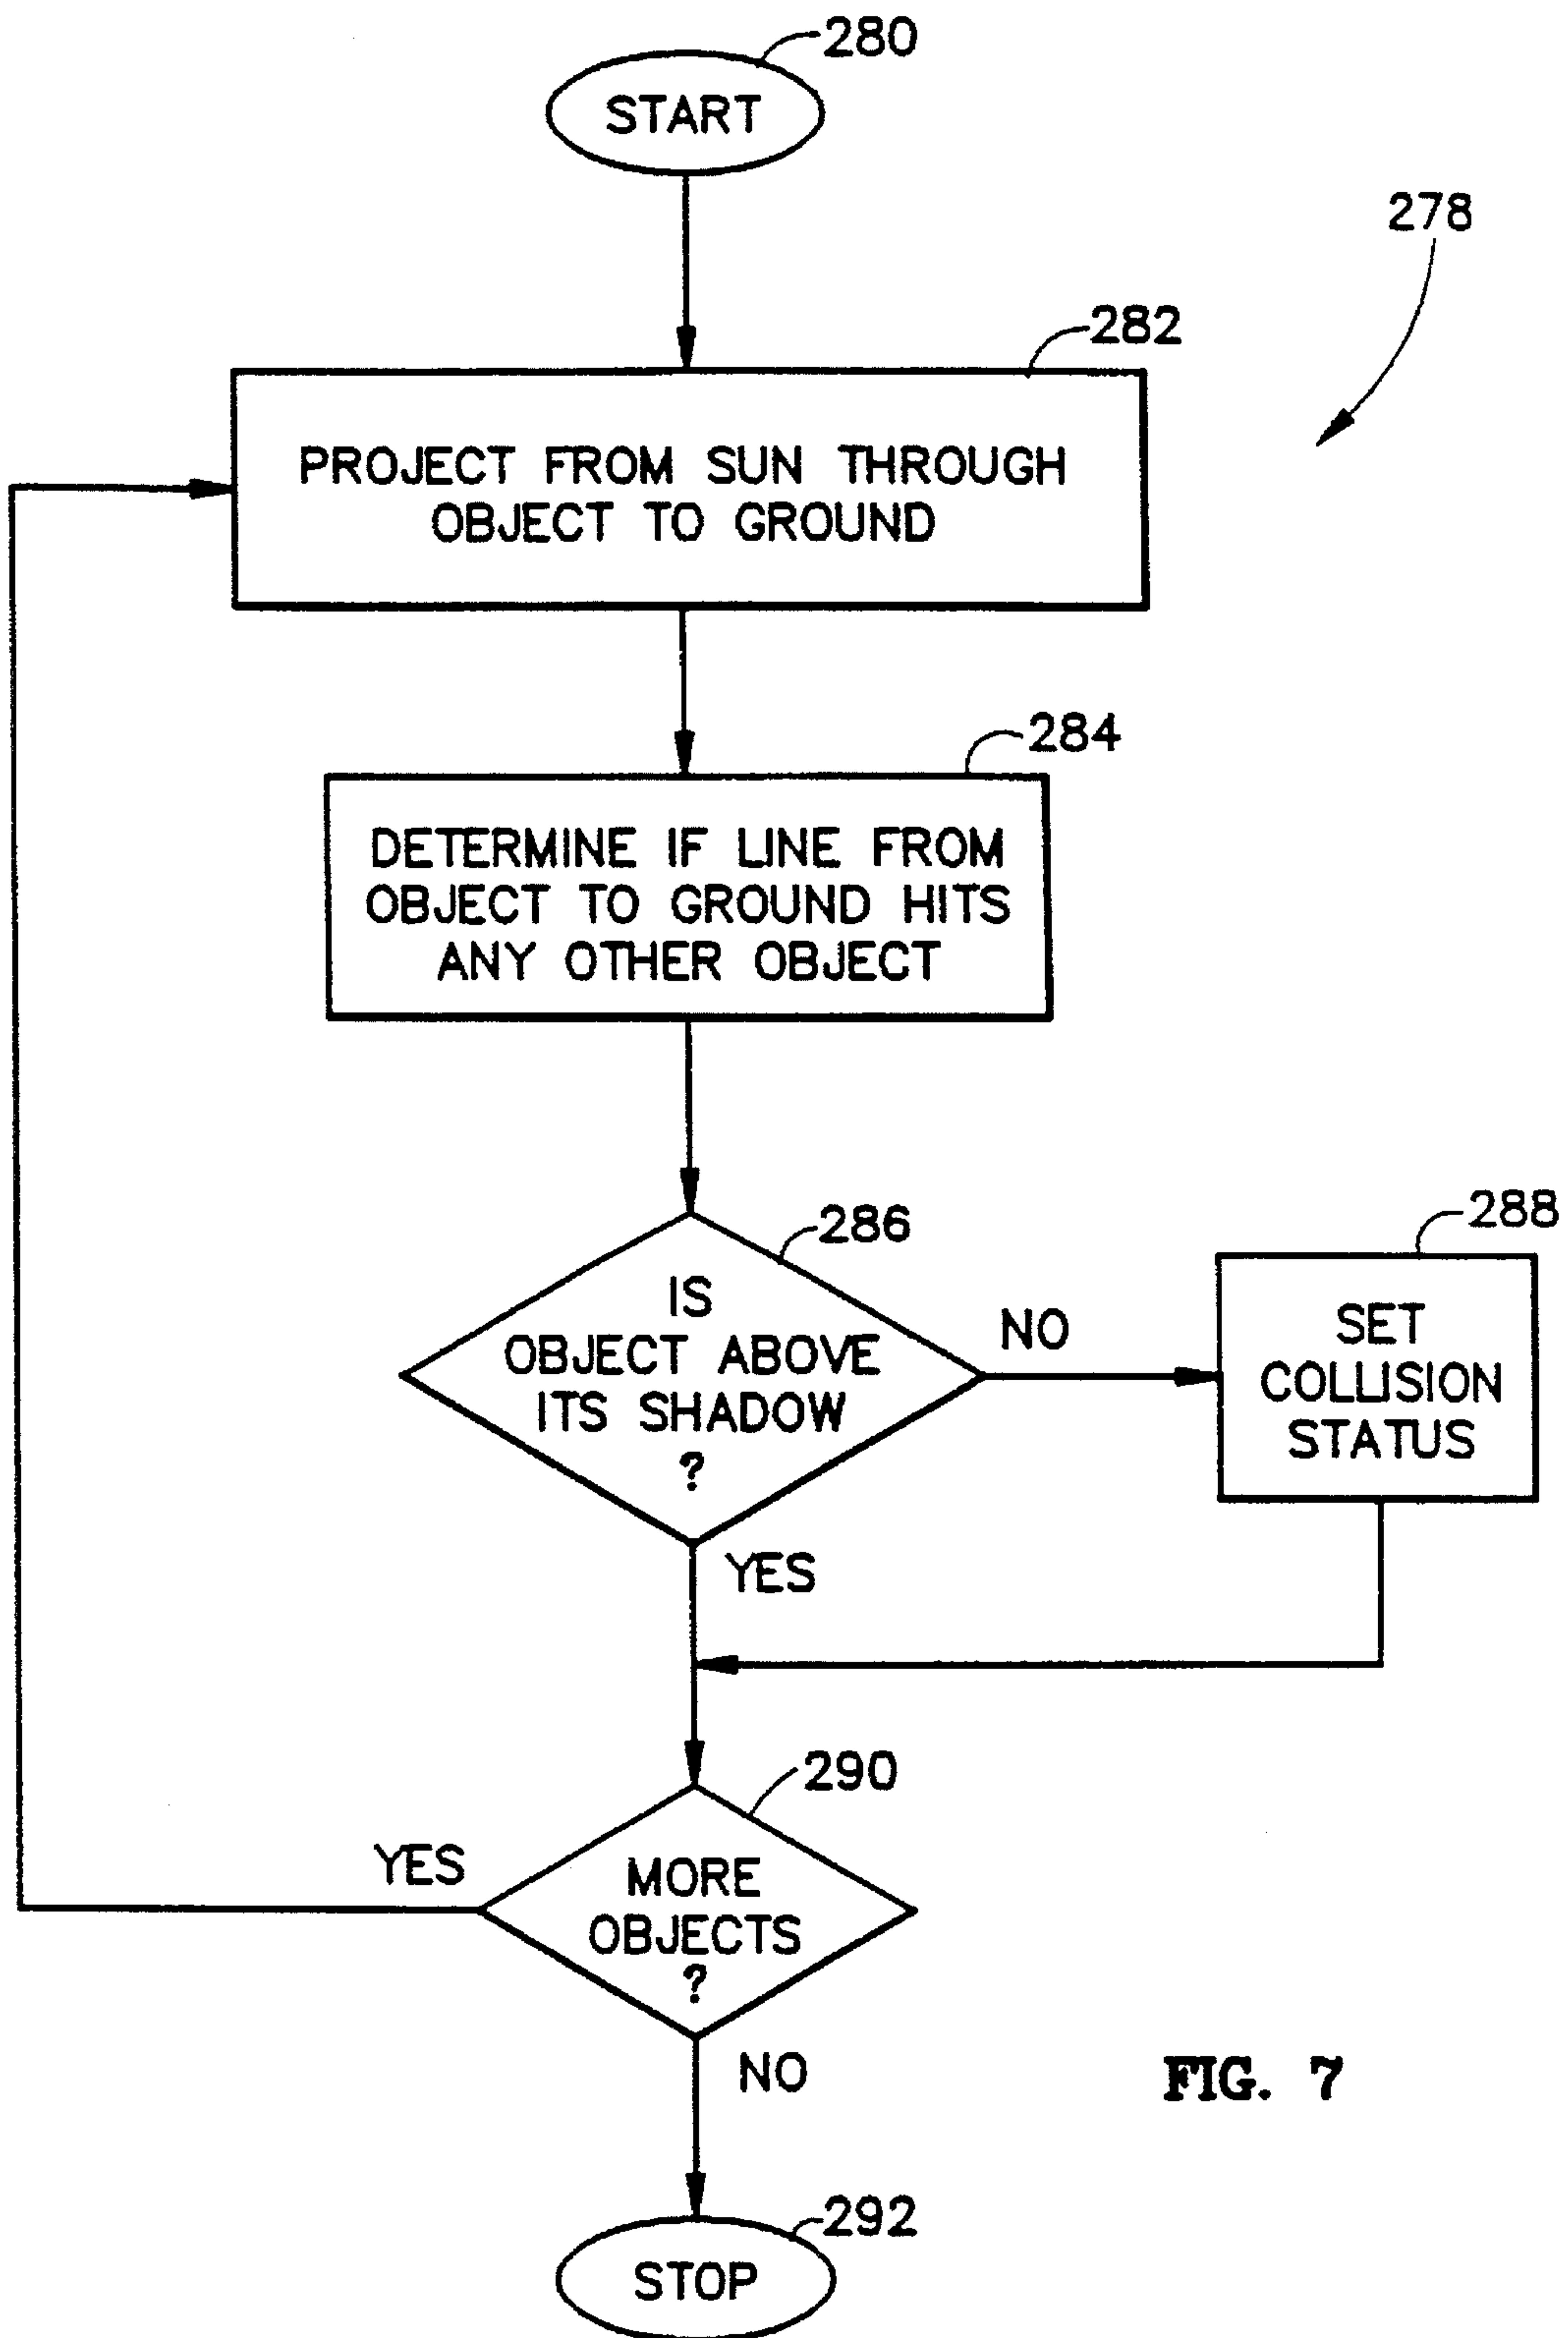 280
START
278
282
PROJECT FROM SUN THROUGH
OBJECT TO GROUND
284
DETERMINE IF LINE FROM
OBJECT TO GROUND HITS
ANY OTHER OBJECT
286
IS
OBJECT ABOVE
ITS SHADOW
?
NO
288
SET
COLLISION
STATUS
YES
290
YES
MORE
OBJECTS
?
NO
FIG. 7
292
STOP